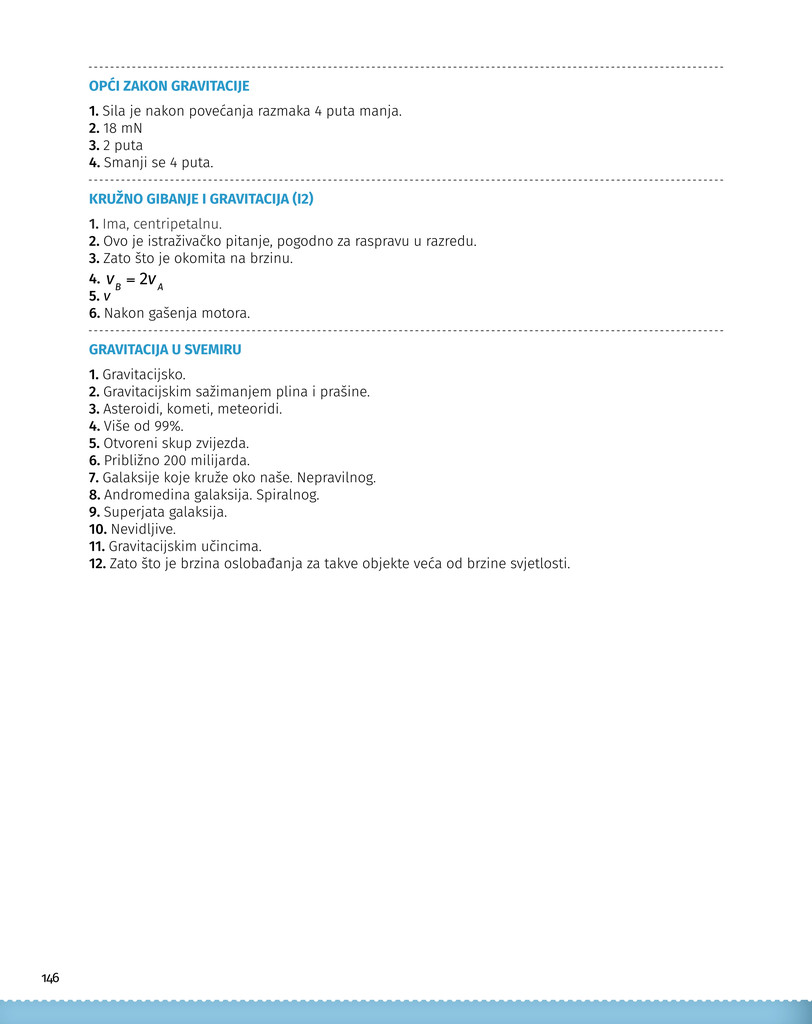 OPĆI ZAKON GRAVITACIJE
1. Sila je nakon povećanja razmaka 4 puta manja.
2. 18 mN
3. 2 puta
4. Smanji se 4 puta.
KRUŽNO GIBANJE I GRAVITACIJA (I2)
1. Ima, centripetalnu.
2. Ovo je istraživačko pitanje, pogodno za raspravu u razredu.
3. Zato što je okomita na brzinu.
4. v_B = 2v_A
5. v
6. Nakon gašenja motora.
GRAVITACIJA U SVEMIRU
1. Gravitacijsko.
2. Gravitacijskim sažimanjem plina i prašine.
3. Asteroidi, kometi, meteoridi.
4. Više od 99%.
5. Otvoreni skup zvijezda.
6. Približno 200 milijarda.
7. Galaksije koje kruže oko naše. Nepravilnog.
8. Andromedina galaksija. Spiralnog.
9. Superjata galaksija.
10. Nevidljive.
11. Gravitacijskim učincima.
12. Zato što je brzina oslobađanja za takve objekte veća od brzine svjetlosti.
146